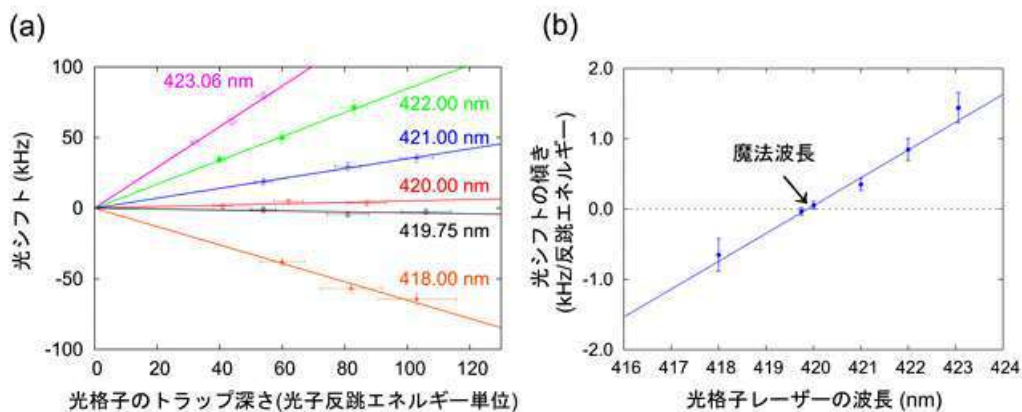 (a)
100
50
0
-50
-100
光シフト (kHz)
423.06 nm
422.00 nm
421.00 nm
420.00 nm
419.75 nm
418.00 nm
0 20 40 60 80 100 120
光格子のトラップ深さ(光子反跳エネルギー単位)
(b)
2.0
1.0
0.0
-1.0
-2.0
光シフトの傾き
(kHz/反跳エネルギー)
魔法波長
416 417 418 419 420 421 422 423 424
光格子レーザーの波長 (nm)